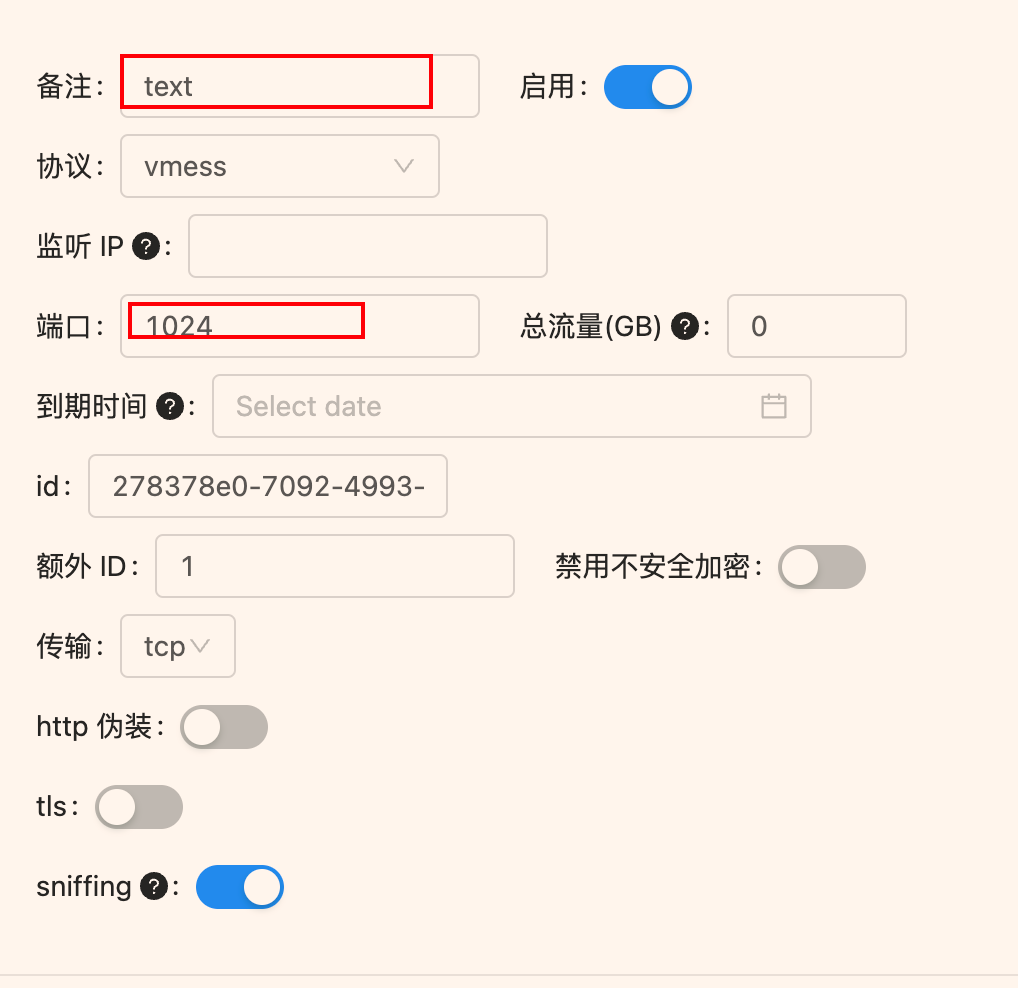 备注: text 启用:
协议: vmess
监听 IP ? :
端口: 1024 总流量(GB) ? : 0
到期时间 ? : Select date
id: 278378e0-7092-4993-
额外 ID: 1 禁用不安全加密:
传输: tcp
http 伪装:
tls:
sniffing ? :